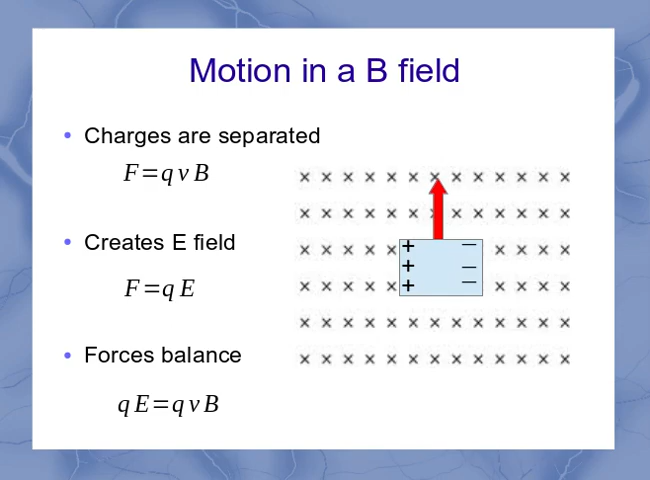 Motion in a B field
• Charges are separated
F=q v B
• Creates E field
F=q E
• Forces balance
q E=q v B
× × × × × × × × × × × × ×
× × × × × × × × × × × × ×
× × × × × + − × × × ×
+ −
× × × × × + − × × × ×
× × × × × × × × × × × × ×
× × × × × × × × × × × × ×